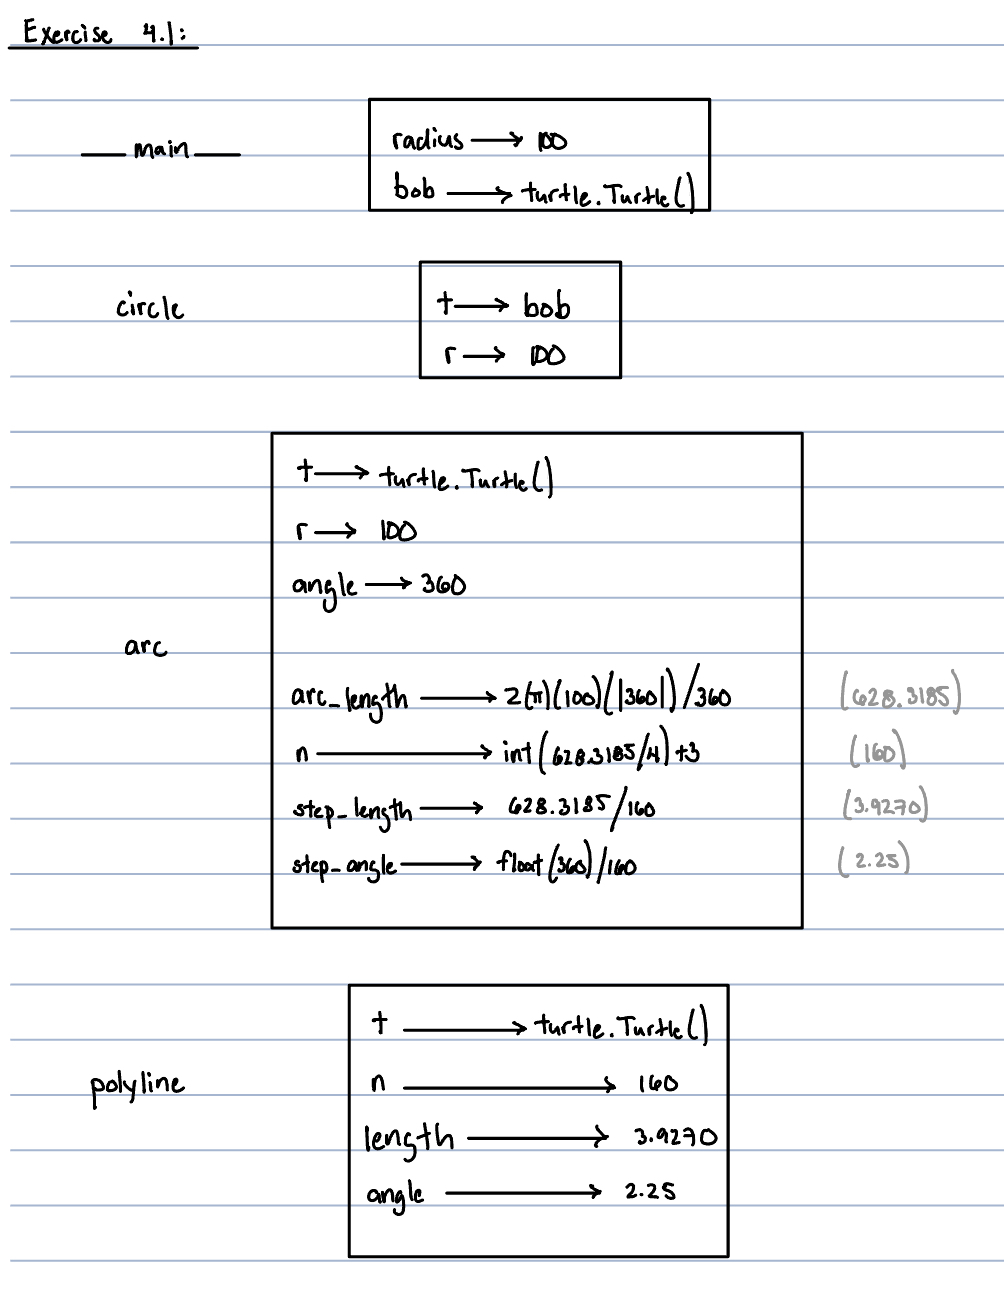 Exercise 4.1:
__main__
radius → 100
bob → turtle.Turtle()
circle
t → bob
r → 100
arc
t → turtle.Turtle()
r → 100
angle → 360
arc_length → 2(π)(100)(|360|)/360 (628.3185)
n → int(628.3185/4)+3 (160)
step_length → 628.3185/160 (3.9270)
step_angle → float(360)/160 (2.25)
polyline
t → turtle.Turtle()
n → 160
length → 3.9270
angle → 2.25